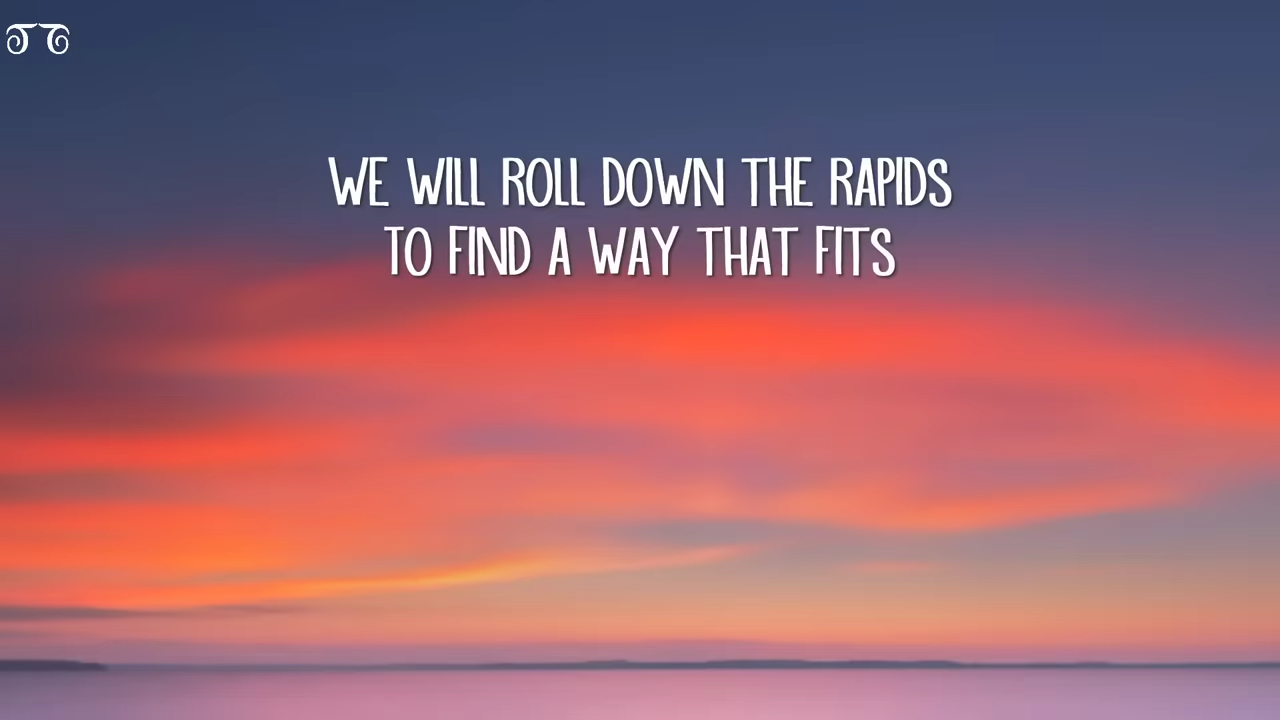 WE WILL ROLL DOWN THE RAPIDS
TO FIND A WAY THAT FITS